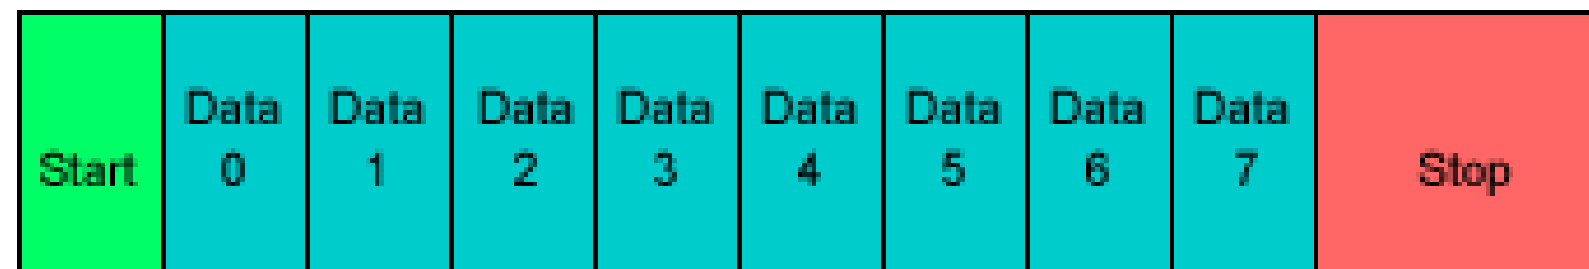 Data Data Data Data Data Data Data Data
Start 0 1 2 3 4 5 6 7 Stop